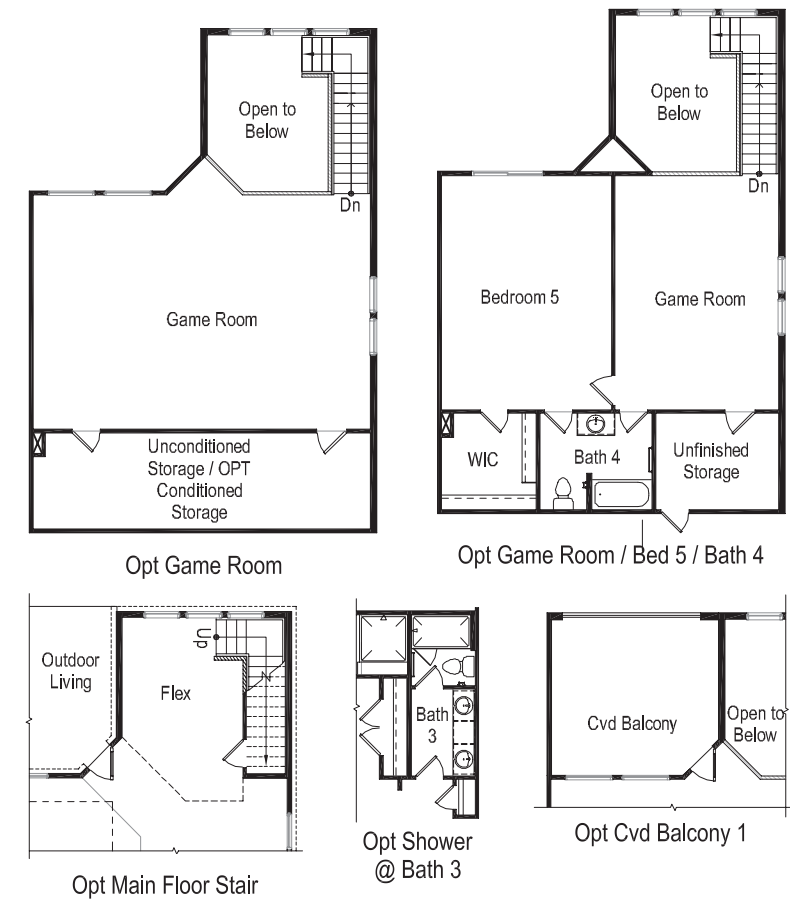 Open to
Below
Dn
Game Room
Unconditioned
Storage / OPT
Conditioned
Storage
Opt Game Room
Open to
Below
Dn
Bedroom 5
Game Room
WIC
Bath 4
Unfinished
Storage
Opt Game Room / Bed 5 / Bath 4
Outdoor
Living
Flex
up
Opt Main Floor Stair
Bath
3
Opt Shower
@ Bath 3
Cvd Balcony
Open to
Below
Opt Cvd Balcony 1